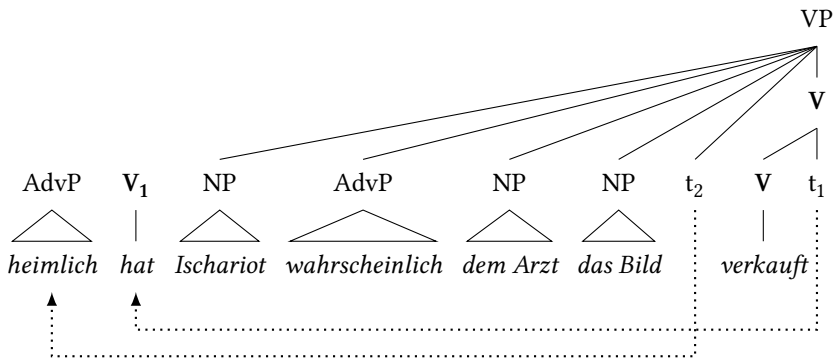 VP
V
AdvP V₁ NP AdvP NP NP t₂ V t₁
heimlich hat Ischariot wahrscheinlich dem Arzt das Bild verkauft